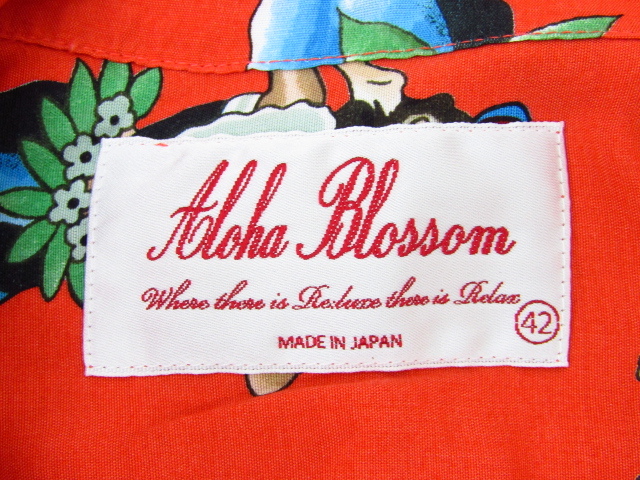 Aloha Blossom
Where there is Re:luxe there is Relax
42
MADE IN JAPAN